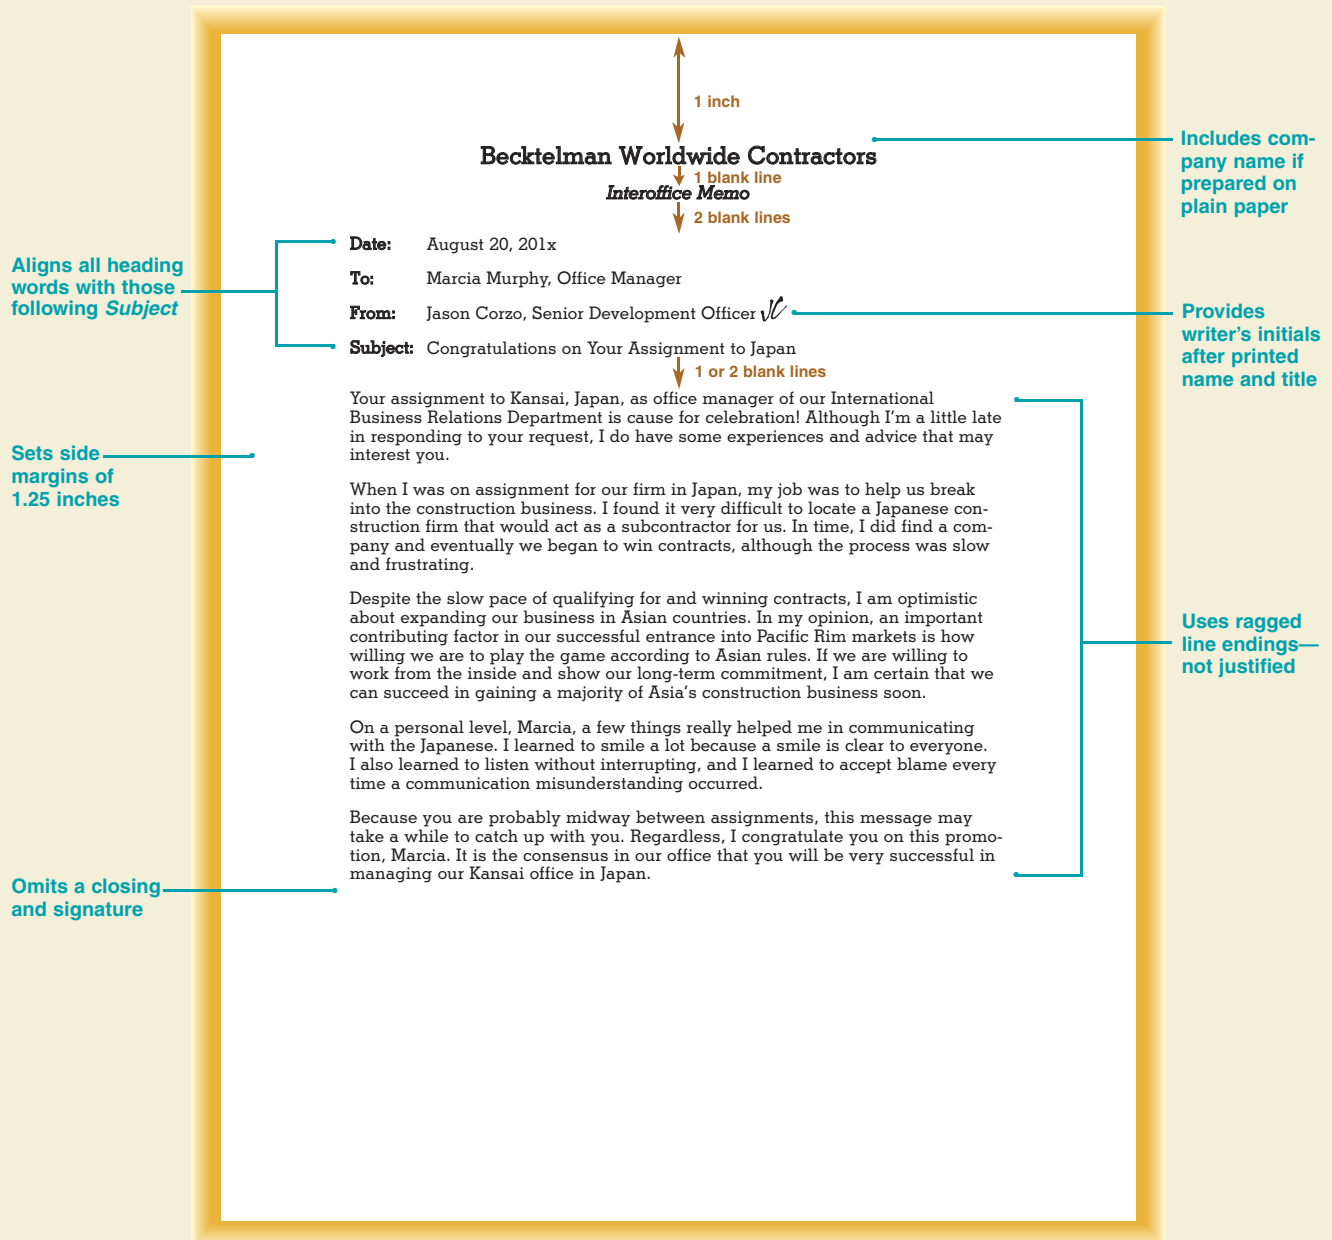 1 inch
Becktelman Worldwide Contractors
1 blank line
Interoffice Memo
2 blank lines
Date: August 20, 201x
To: Marcia Murphy, Office Manager
From: Jason Corzo, Senior Development Officer JC
Subject: Congratulations on Your Assignment to Japan
1 or 2 blank lines
Your assignment to Kansai, Japan, as office manager of our International
Business Relations Department is cause for celebration! Although I'm a little late
in responding to your request, I do have some experiences and advice that may
interest you.
When I was on assignment for our firm in Japan, my job was to help us break
into the construction business. I found it very difficult to locate a Japanese con-
struction firm that would act as a subcontractor for us. In time, I did find a com-
pany and eventually we began to win contracts, although the process was slow
and frustrating.
Despite the slow pace of qualifying for and winning contracts, I am optimistic
about expanding our business in Asian countries. In my opinion, an important
contributing factor in our successful entrance into Pacific Rim markets is how
willing we are to play the game according to Asian rules. If we are willing to
work from the inside and show our long-term commitment, I am certain that we
can succeed in gaining a majority of Asia's construction business soon.
On a personal level, Marcia, a few things really helped me in communicating
with the Japanese. I learned to smile a lot because a smile is clear to everyone.
I also learned to listen without interrupting, and I learned to accept blame every
time a communication misunderstanding occurred.
Because you are probably midway between assignments, this message may
take a while to catch up with you. Regardless, I congratulate you on this promo-
tion, Marcia. It is the consensus in our office that you will be very successful in
managing our Kansai office in Japan.
Aligns all heading
words with those
following Subject
Sets side
margins of
1.25 inches
Omits a closing
and signature
Includes com-
pany name if
prepared on
plain paper
Provides
writer's initials
after printed
name and title
Uses ragged
line endings—
not justified